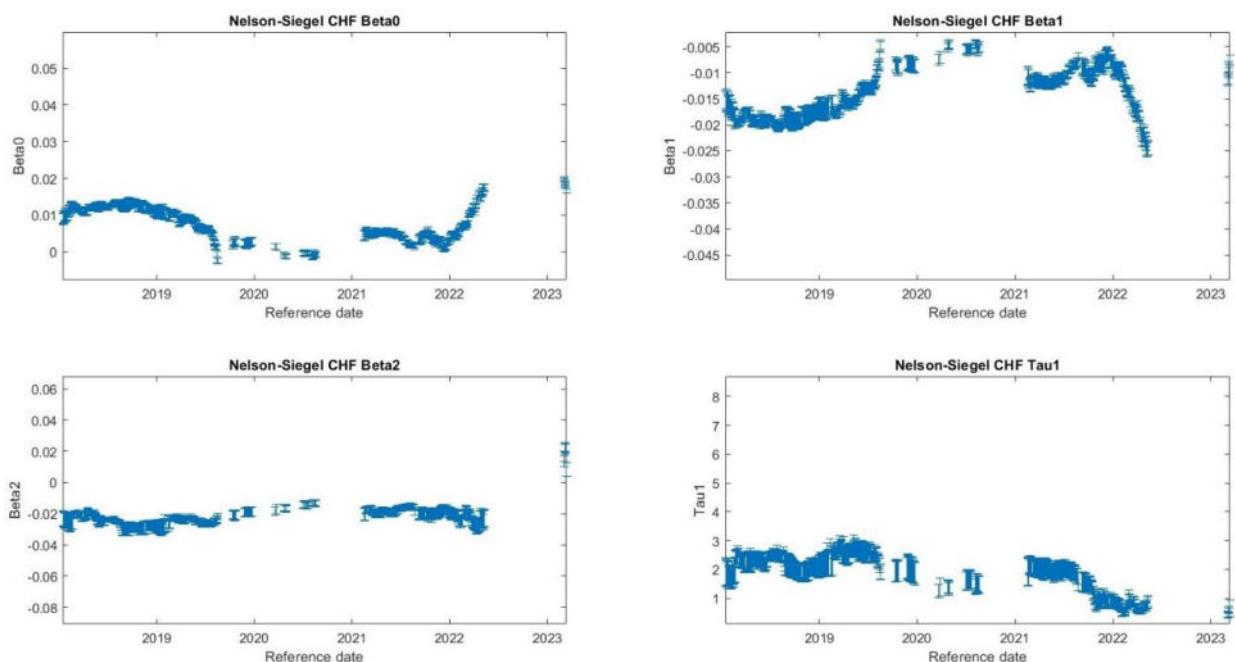 Nelson-Siegel CHF Beta0
0.05
0.04
0.03
0.02
0.01
0
Beta0
2019 2020 2021 2022 2023
Reference date
Nelson-Siegel CHF Beta1
-0.005
-0.01
-0.015
-0.02
-0.025
-0.03
-0.035
-0.04
-0.045
Beta1
2019 2020 2021 2022 2023
Reference date
Nelson-Siegel CHF Beta2
0.06
0.04
0.02
0
-0.02
-0.04
-0.06
-0.08
Beta2
2019 2020 2021 2022 2023
Reference date
Nelson-Siegel CHF Tau1
8
7
6
5
4
3
2
1
Tau1
2019 2020 2021 2022 2023
Reference date